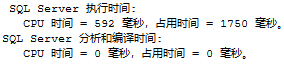 SQL Server 执行时间:
CPU 时间 = 592 毫秒，占用时间 = 1750 毫秒。
SQL Server 分析和编译时间:
CPU 时间 = 0 毫秒，占用时间 = 0 毫秒。